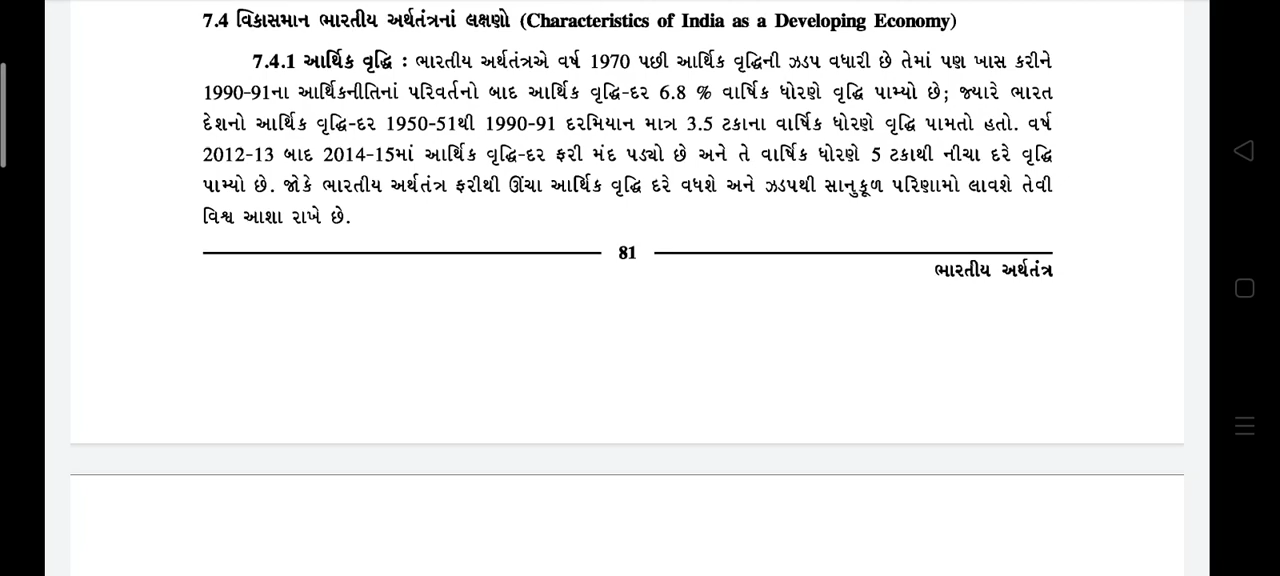 7.4 વિકાસમાન ભારતીય અર્થતંત્રનાં લક્ષણો (Characteristics of India as a Developing Economy)
7.4.1 આર્થિક વૃદ્ધિ : ભારતીય અર્થતંત્રએ વર્ષ 1970 પછી આર્થિક વૃદ્ધિની ઝડપ વધારી છે તેમાં પણ ખાસ કરીને
1990-91ના આર્થિકનીતિનાં પરિવર્તનો બાદ આર્થિક વૃદ્ધિ-દર 6.8 % વાર્ષિક ધોરણે વૃદ્ધિ પામ્યો છે; જ્યારે ભારત
દેશનો આર્થિક વૃદ્ધિ-દર 1950-51થી 1990-91 દરમિયાન માત્ર 3.5 ટકાના વાર્ષિક ધોરણે વૃદ્ધિ પામતો હતો. વર્ષ
2012-13 બાદ 2014-15માં આર્થિક વૃદ્ધિ-દર ફરી મંદ પડ્યો છે અને તે વાર્ષિક ધોરણે 5 ટકાથી નીચા દરે વૃદ્ધિ
પામ્યો છે. જોકે ભારતીય અર્થતંત્ર ફરીથી ઊંચા આર્થિક વૃદ્ધિ દરે વધશે અને ઝડપથી સાનુકૂળ પરિણામો લાવશે તેવી
વિશ્વ આશા રાખે છે.
81
ભારતીય અર્થતંત્ર